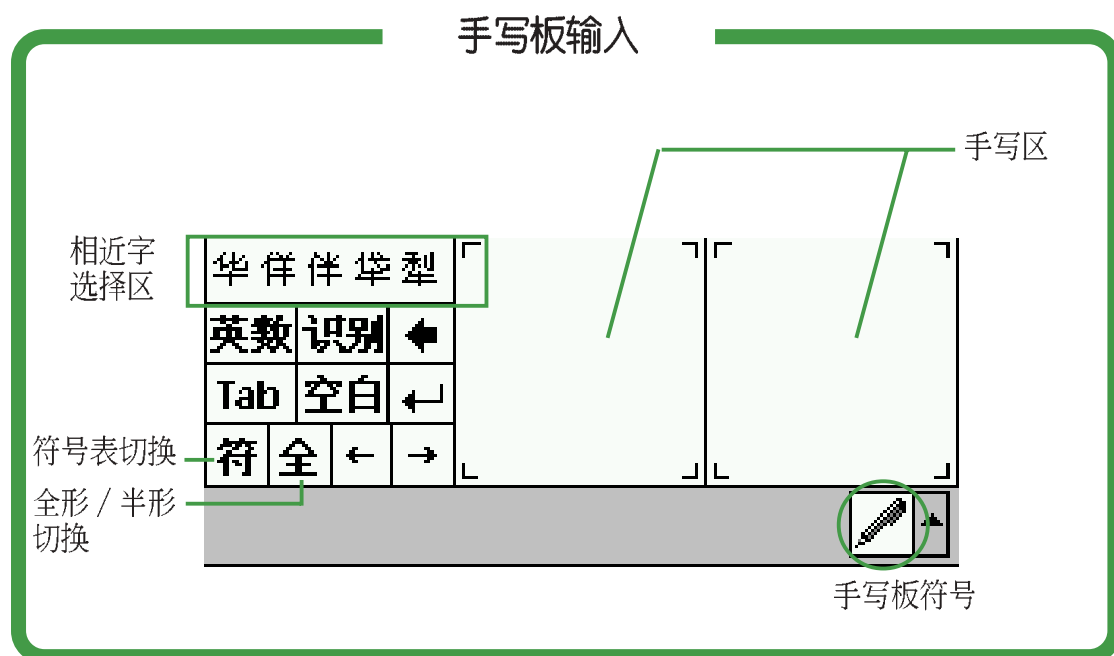 手写板输入
手写区
相近字
选择区
华 佯 伴 垡 犁
英数 识别
Tab 空白
符 全 ← →
符号表切换
全形 / 半形
切换
手写板符号